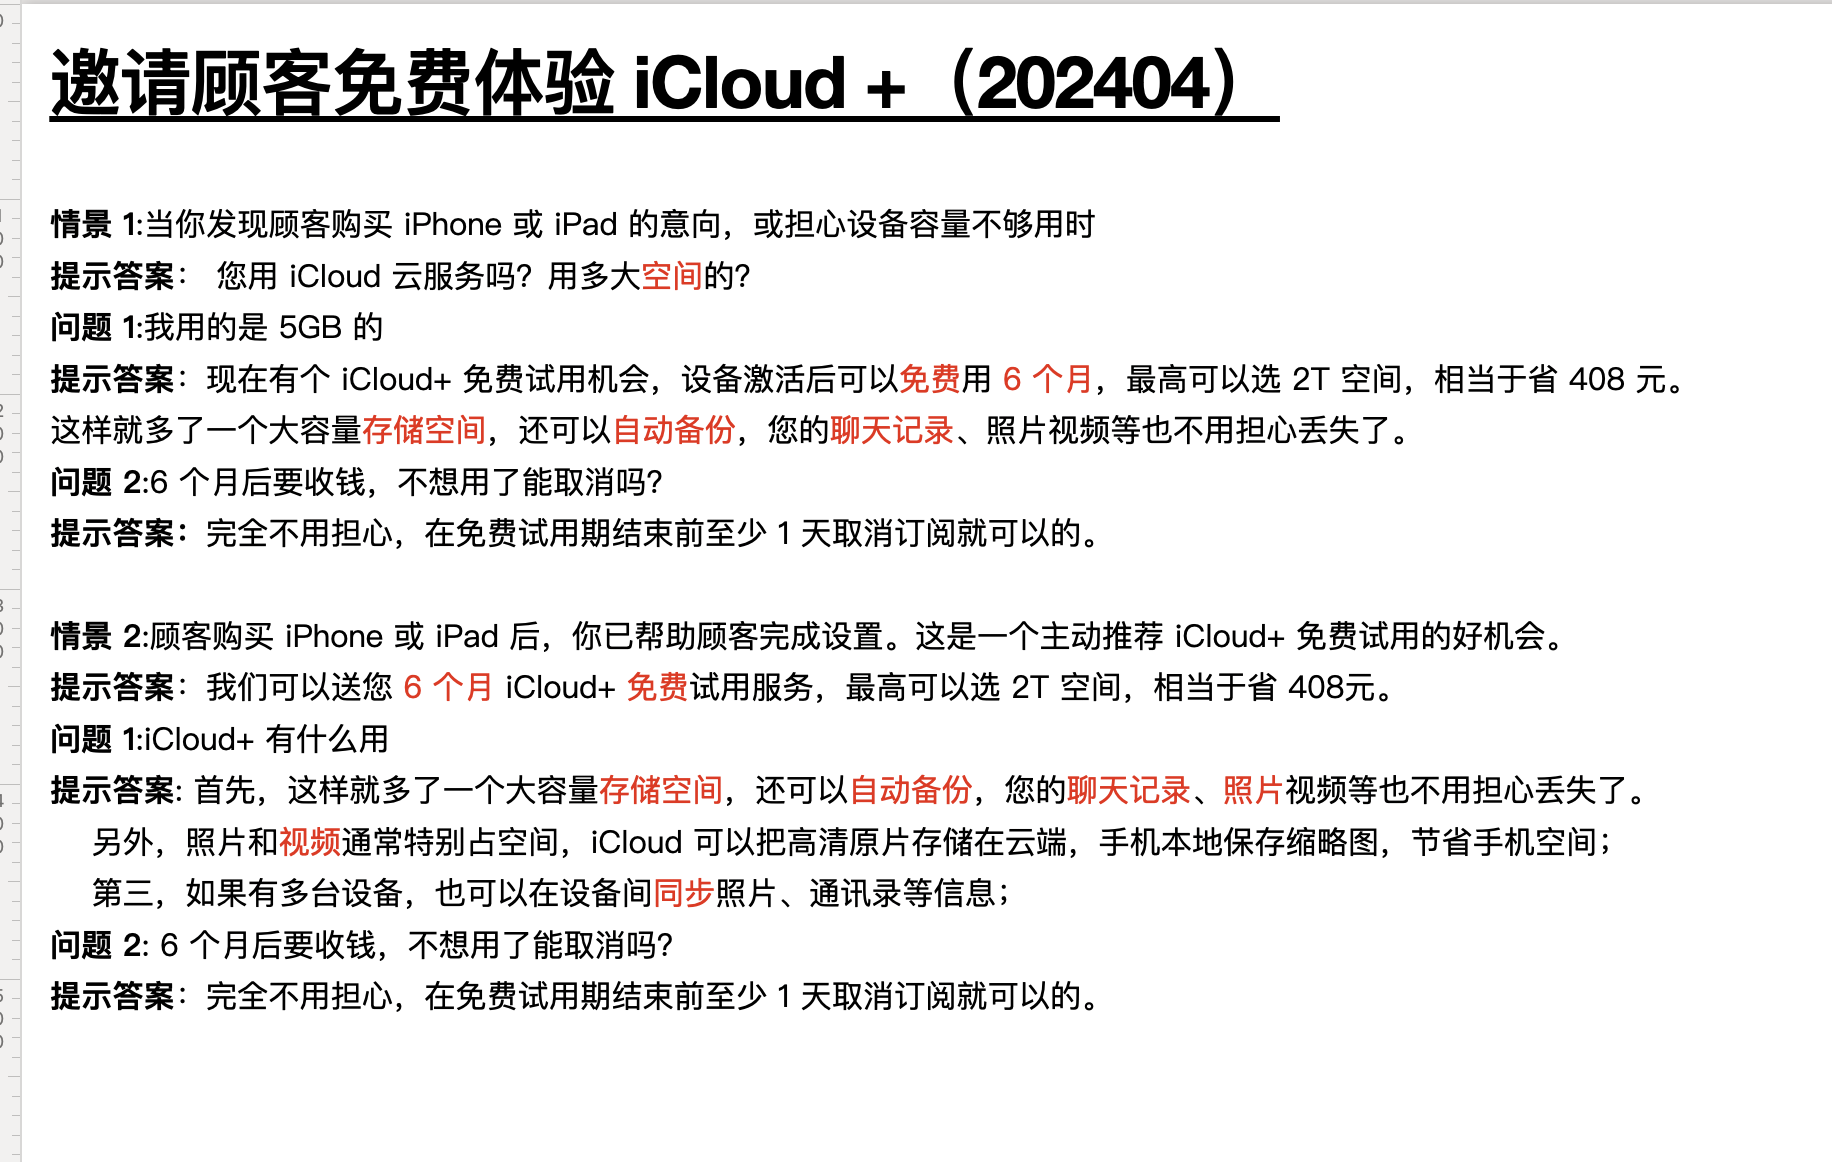 邀请顾客免费体验 iCloud +（202404）
情景 1:当你发现顾客购买 iPhone 或 iPad 的意向，或担心设备容量不够用时
提示答案： 您用 iCloud 云服务吗？用多大空间的？
问题 1:我用的是 5GB 的
提示答案：现在有个 iCloud+ 免费试用机会，设备激活后可以免费用 6 个月，最高可以选 2T 空间，相当于省 408 元。
这样就多了一个大容量存储空间，还可以自动备份，您的聊天记录、照片视频等也不用担心丢失了。
问题 2:6 个月后要收钱，不想用了能取消吗？
提示答案：完全不用担心，在免费试用期结束前至少 1 天取消订阅就可以的。
情景 2:顾客购买 iPhone 或 iPad 后，你已帮助顾客完成设置。这是一个主动推荐 iCloud+ 免费试用的好机会。
提示答案：我们可以送您 6 个月 iCloud+ 免费试用服务，最高可以选 2T 空间，相当于省 408元。
问题 1:iCloud+ 有什么用
提示答案: 首先，这样就多了一个大容量存储空间，还可以自动备份，您的聊天记录、照片视频等也不用担心丢失了。
另外，照片和视频通常特别占空间，iCloud 可以把高清原片存储在云端，手机本地保存缩略图，节省手机空间；
第三，如果有多台设备，也可以在设备间同步照片、通讯录等信息；
问题 2: 6 个月后要收钱，不想用了能取消吗？
提示答案：完全不用担心，在免费试用期结束前至少 1 天取消订阅就可以的。